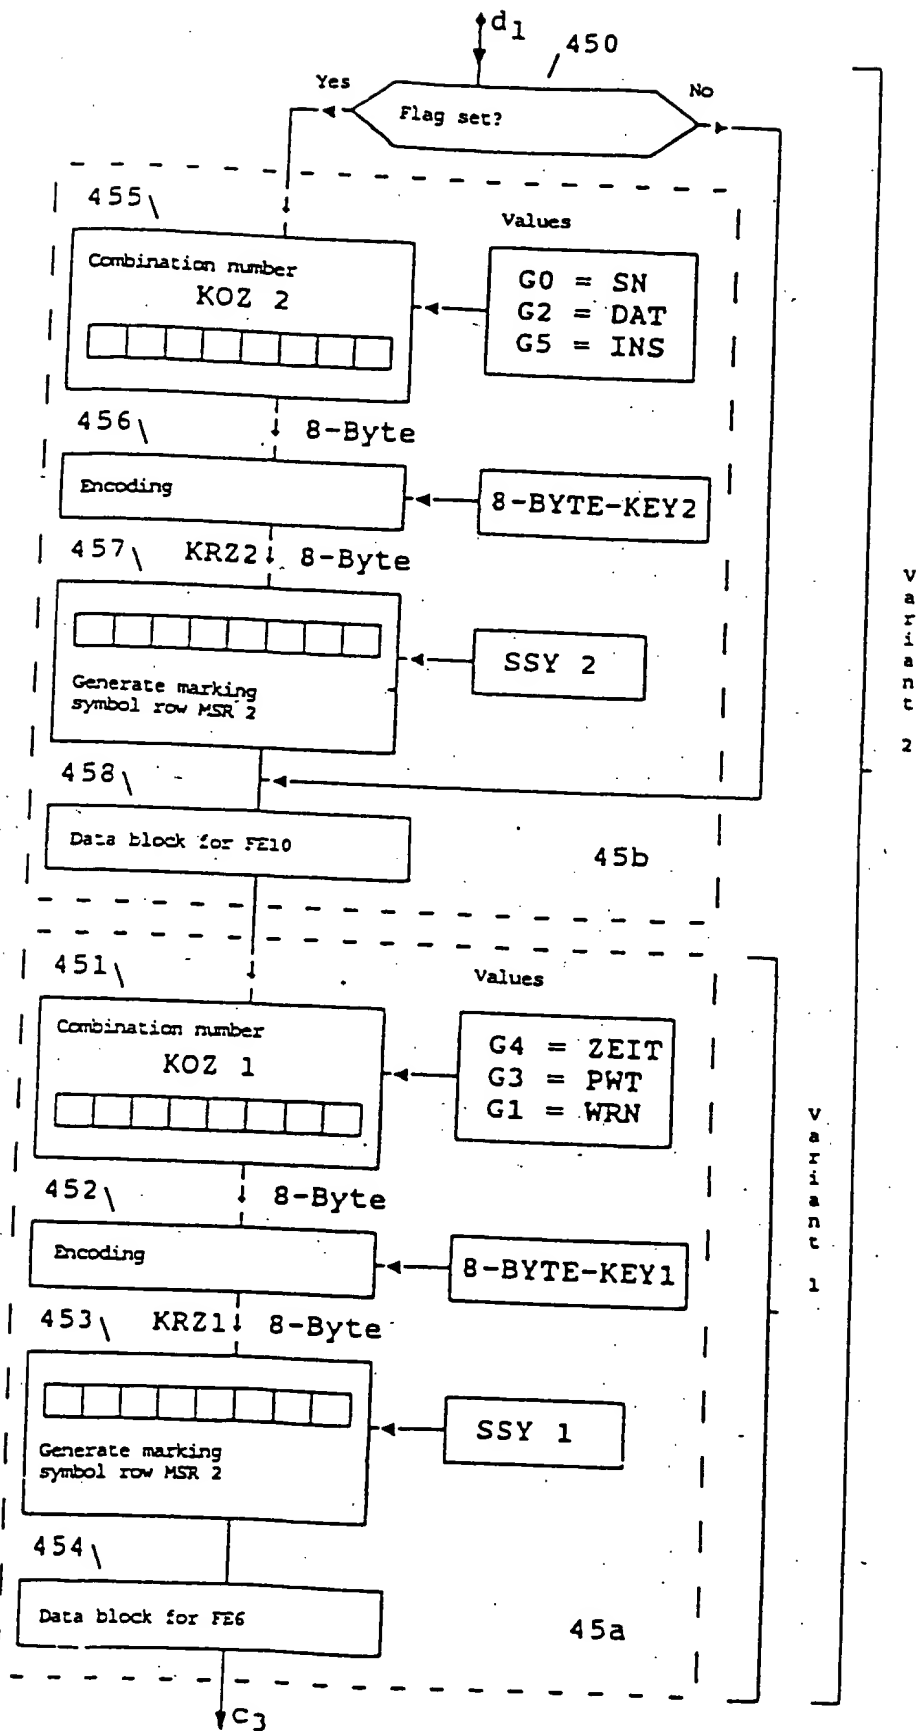 d1
450
Yes
No
Flag set?
455
Values
Combination number
KOZ 2
G0 = SN
G2 = DAT
G5 = INS
456
8-Byte
Encoding
8-BYTE-KEY2
457
KRZ2
8-Byte
SSY 2
Generate marking
symbol row MSR 2
458
Data block for FE10
45b
Variant 2
451
Values
Combination number
KOZ 1
G4 = ZEIT
G3 = PWT
G1 = WRN
452
8-Byte
Encoding
8-BYTE-KEY1
453
KRZ1
8-Byte
SSY 1
Generate marking
symbol row MSR 2
454
Data block for FE6
45a
Variant 1
c3